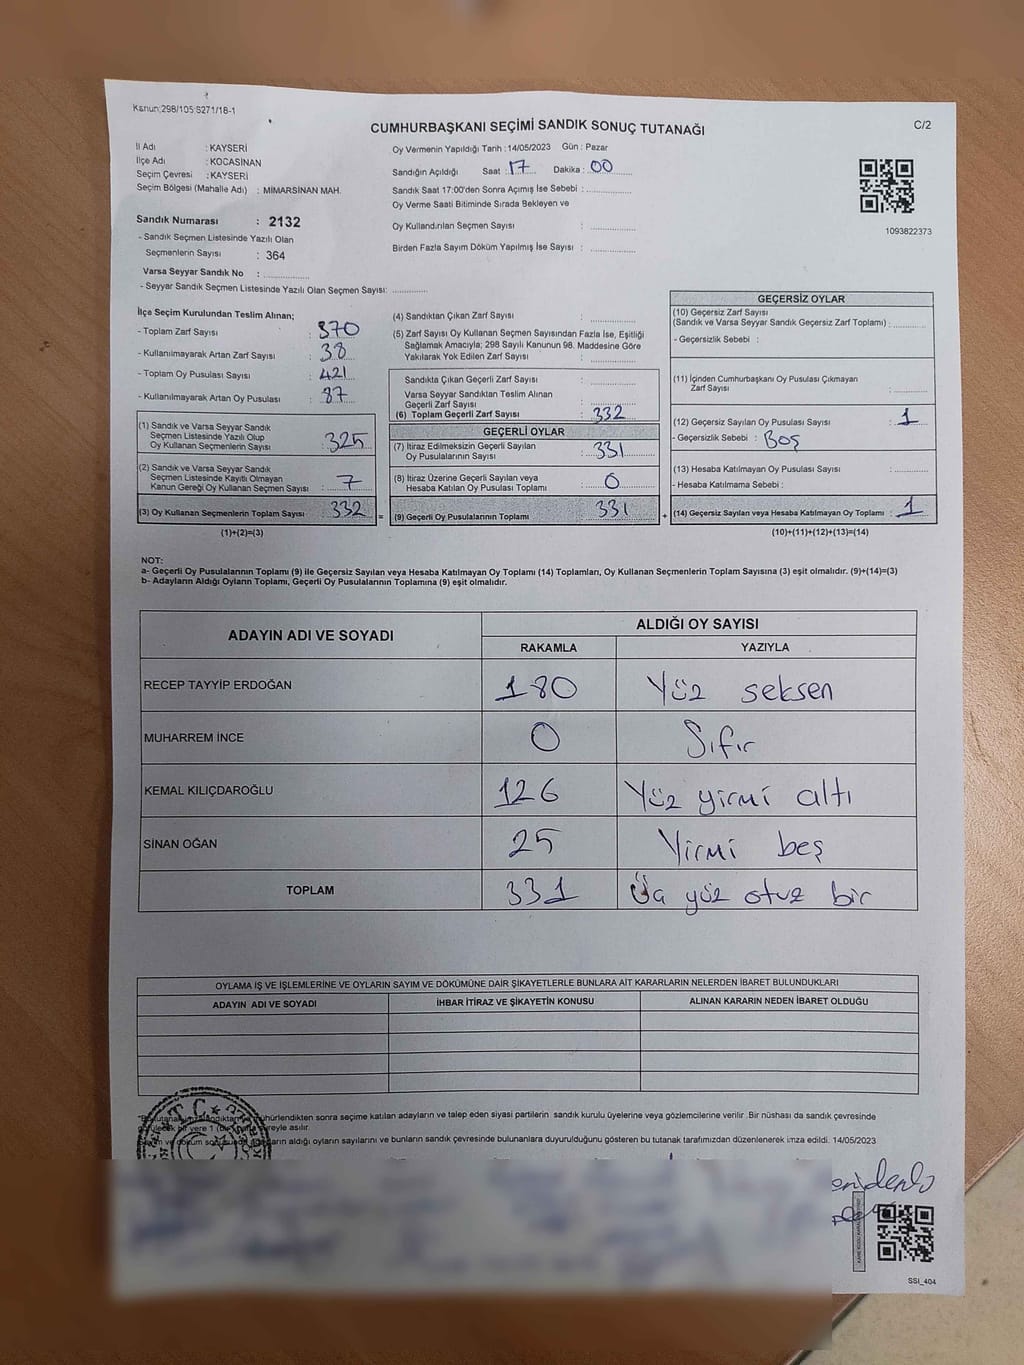 Kanun:298/105:S271/18-1
CUMHURBAŞKANI SEÇİMİ SANDIK SONUÇ TUTANAĞI
C/2
İl Adı : KAYSERİ
İlçe Adı : KOCASİNAN
Seçim Çevresi : KAYSERİ
Seçim Bölgesi (Mahalle Adı) : MİMARSİNAN MAH.
Oy Vermenin Yapıldığı Tarih : 14/05/2023 Gün : Pazar
Sandığın Açıldığı Saat : 17 Dakika : 00
Sandık Saat 17:00'den Sonra Açımış İse Sebebi :
Oy Verme Saati Bitiminde Sırada Bekleyen ve
Oy Kullandırılan Seçmen Sayısı :
Birden Fazla Sayım Döküm Yapılmış İse Sayısı :
1093822373
Sandık Numarası : 2132
- Sandık Seçmen Listesinde Yazılı Olan
Seçmenlerin Sayısı : 364
Varsa Seyyar Sandık No :
- Seyyar Sandık Seçmen Listesinde Yazılı Olan Seçmen Sayısı:
İlçe Seçim Kurulundan Teslim Alınan;
- Toplam Zarf Sayısı : 370
- Kullanılmayarak Artan Zarf Sayısı : 38
- Toplam Oy Pusulası Sayısı : 421
- Kullanılmayarak Artan Oy Pusulası : 87
(1) Sandık ve Varsa Seyyar Sandık
Seçmen Listesinde Yazılı Olup
Oy Kullanan Seçmenlerin Sayısı : 325
(2) Sandık ve Varsa Seyyar Sandık
Seçmen Listesinde Kayıtlı Olmayan
Kanun Gereği Oy Kullanan Seçmen Sayısı : 7
(3) Oy Kullanan Seçmenlerin Toplam Sayısı : 332 =
(1)+(2)=(3)
(4) Sandıktan Çıkan Zarf Sayısı :
(5) Zarf Sayısı Oy Kullanan Seçmen Sayısından Fazla İse, Eşitliği
Sağlamak Amacıyla; 298 Sayılı Kanunun 98. Maddesine Göre
Yakılarak Yok Edilen Zarf Sayısı :
Sandıkta Çıkan Geçerli Zarf Sayısı :
Varsa Seyyar Sandıktan Teslim Alınan
Geçerli Zarf Sayısı :
(6) Toplam Geçerli Zarf Sayısı : 332
GEÇERLİ OYLAR
(7) İtiraz Edilmeksizin Geçerli Sayılan
Oy Pusulalarının Sayısı : 331
(8) İtiraz Üzerine Geçerli Sayılan veya
Hesaba Katılan Oy Pusulası Toplamı : 0
(9) Geçerli Oy Pusulalarının Toplamı : 331 +
GEÇERSİZ OYLAR
(10) Geçersiz Zarf Sayısı
(Sandık ve Varsa Seyyar Sandık Geçersiz Zarf Toplamı) :
- Geçersizlik Sebebi :
(11) İçinden Cumhurbaşkanı Oy Pusulası Çıkmayan
Zarf Sayısı :
(12) Geçersiz Sayılan Oy Pusulası Sayısı : 1
- Geçersizlik Sebebi : Boş
(13) Hesaba Katılmayan Oy Pusulası Sayısı :
- Hesaba Katılmama Sebebi :
(14) Geçersiz Sayılan veya Hesaba Katılmayan Oy Toplamı : 1
(10)+(11)+(12)+(13)=(14)
NOT:
a- Geçerli Oy Pusulalarının Toplamı (9) ile Geçersiz Sayılan veya Hesaba Katılmayan Oy Toplamı (14) Toplamları, Oy Kullanan Seçmenlerin Toplam Sayısına (3) eşit olmalıdır. (9)+(14)=(3)
b- Adayların Aldığı Oyların Toplamı, Geçerli Oy Pusulalarının Toplamına (9) eşit olmalıdır.
ADAYIN ADI VE SOYADI ALDIĞI OY SAYISI
RAKAMLA YAZIYLA
RECEP TAYYİP ERDOĞAN 180 Yüz seksen
MUHARREM İNCE 0 Sıfır
KEMAL KILIÇDAROĞLU 126 Yüz yirmi altı
SİNAN OĞAN 25 Yirmi beş
TOPLAM 331 Üç yüz otuz bir
OYLAMA İŞ VE İŞLEMLERİNE VE OYLARIN SAYIM VE DÖKÜMÜNE DAİR ŞİKAYETLERLE BUNLARA AİT KARARLARIN NELERDEN İBARET BULUNDUKLARI
ADAYIN ADI VE SOYADI İHBAR İTİRAZ VE ŞİKAYETİN KONUSU ALINAN KARARIN NEDEN İBARET OLDUĞU
mühürlendikten sonra seçime katılan adayların ve talep eden siyasi partilerin sandık kurulu üyelerine veya gözlemcilerine verilir .Bir nüshası da sandık çevresinde
bir yere 1 süreyle asılır.
aldığı oyların sayılarını ve bunların sandık çevresinde bulunanlara duyurulduğunu gösteren bu tutanak tarafımızdan düzenlenerek imza edildi. 14/05/2023
T.C.
SSI_404